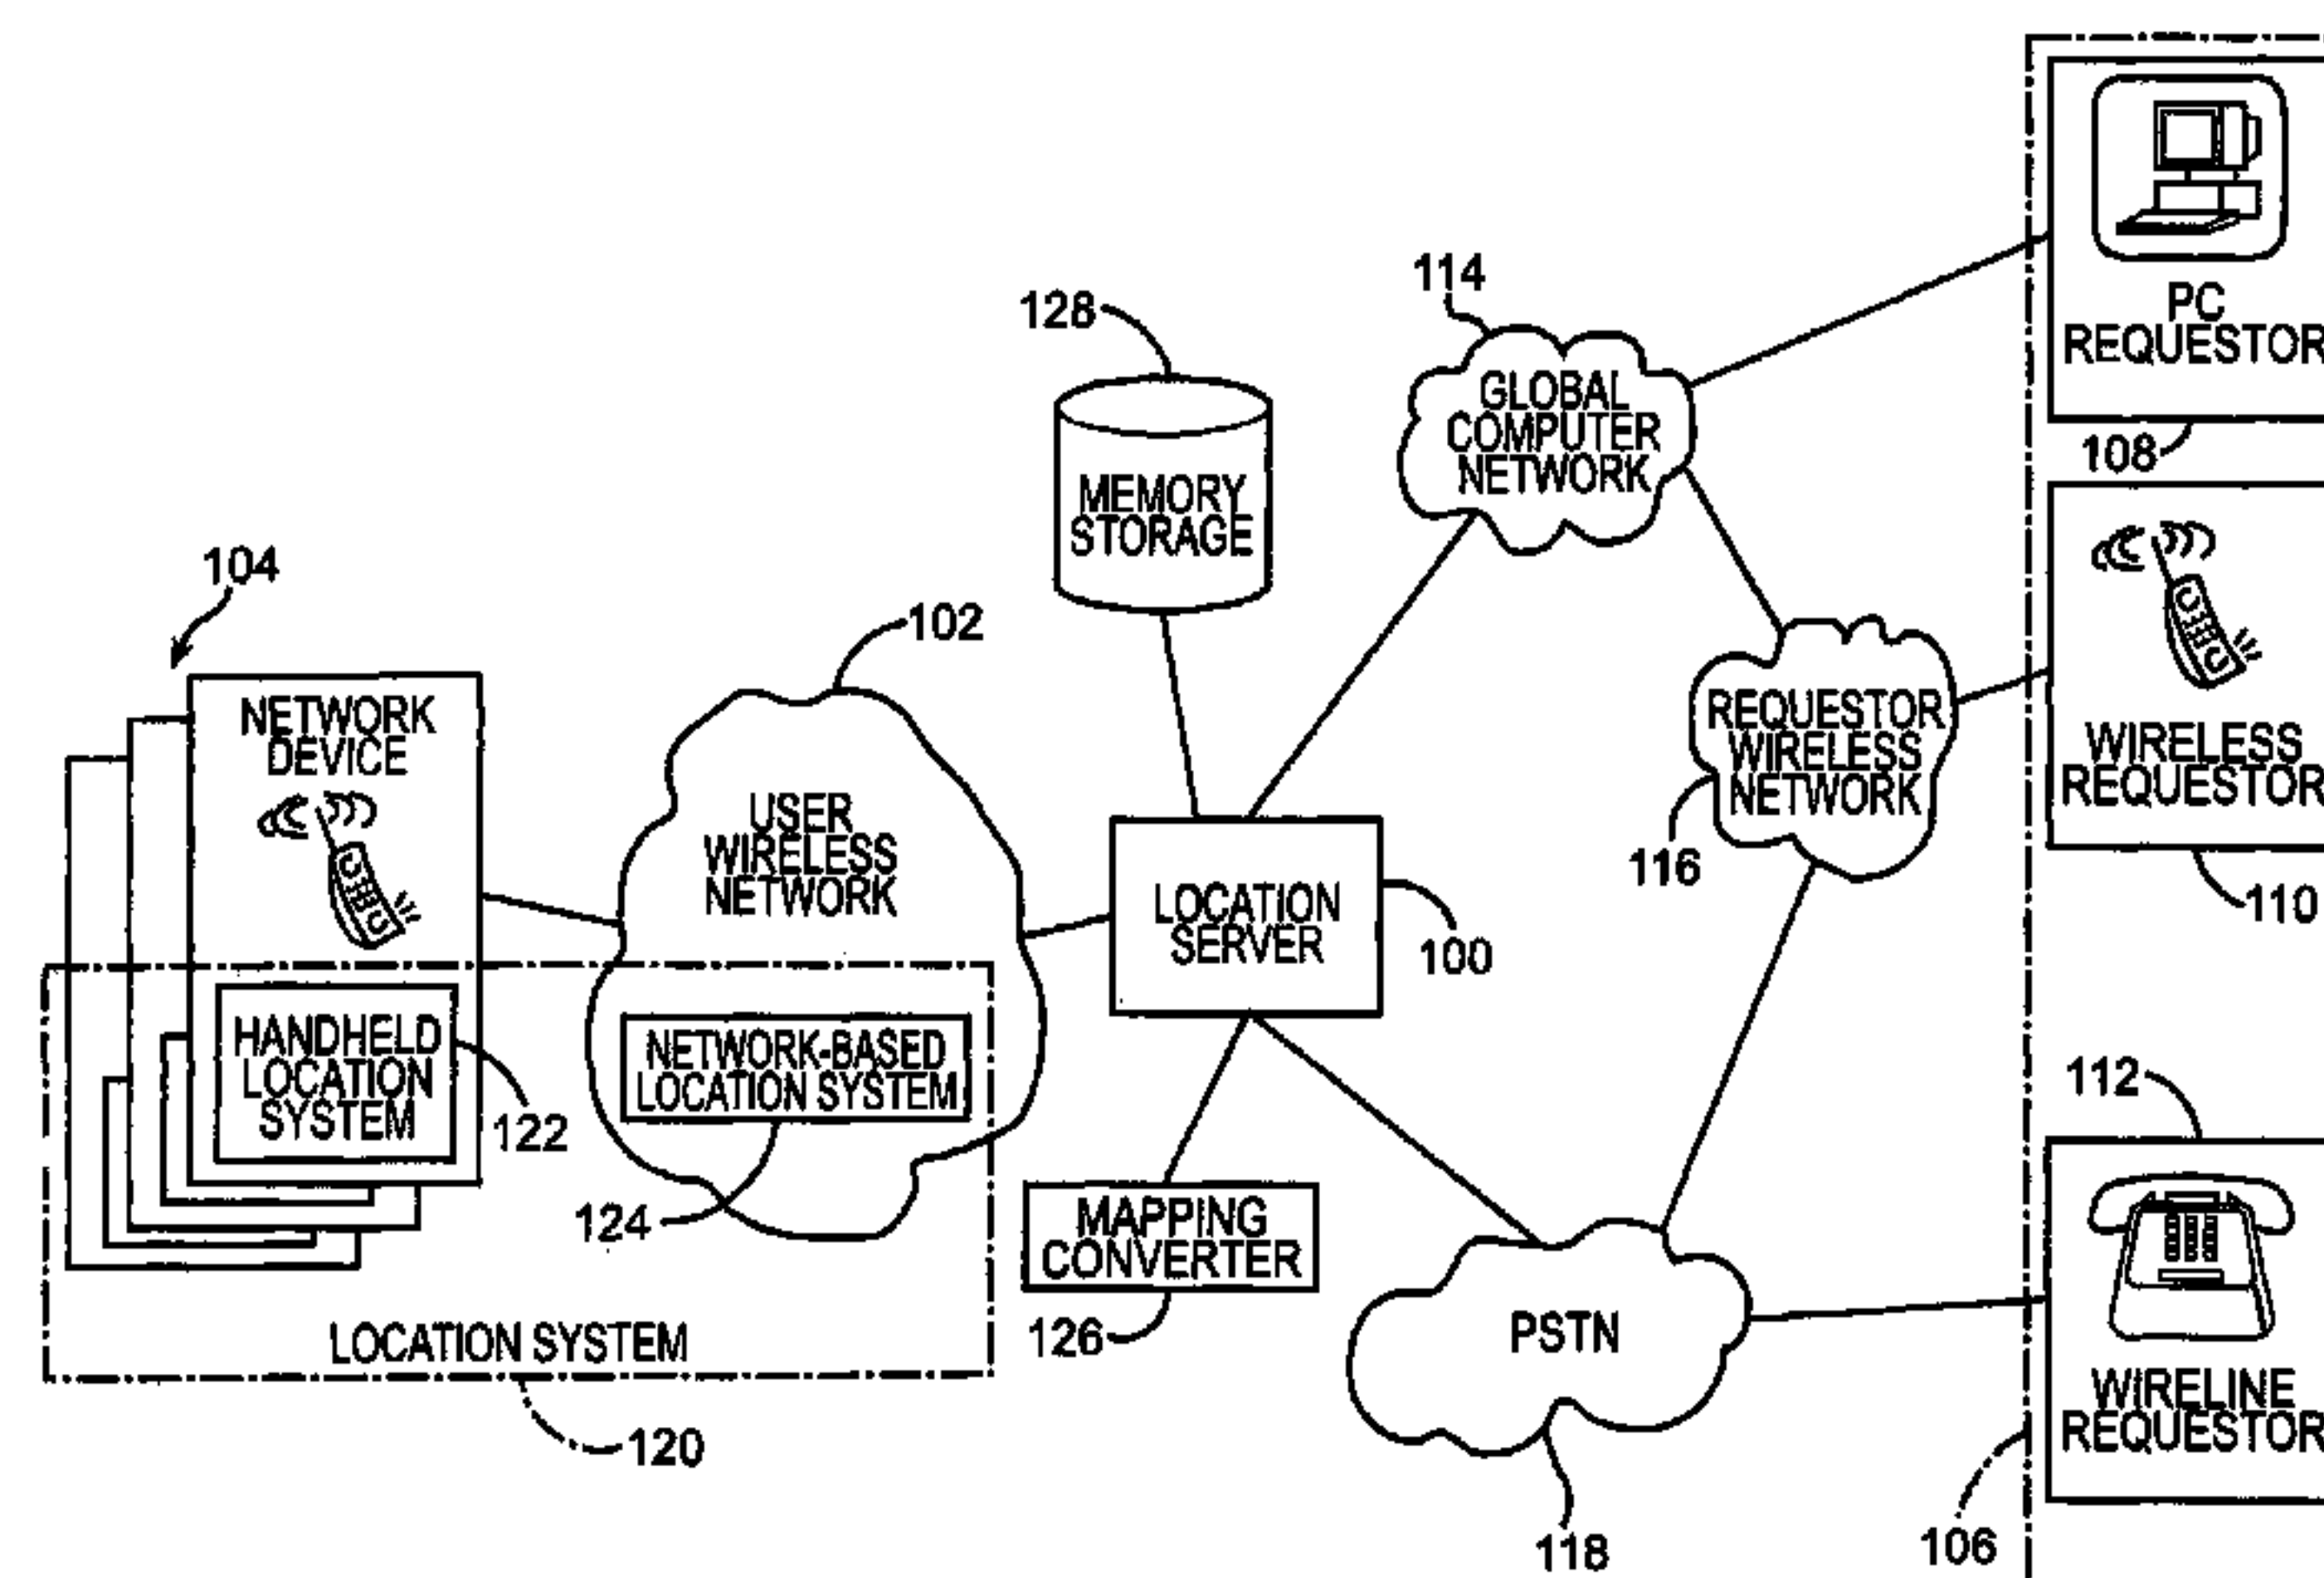 114
128
PC
REQUESTOR
GLOBAL
COMPUTER
NETWORK
108
MEMORY
STORAGE
104
102
NETWORK
DEVICE
REQUESTOR
WIRELESS
NETWORK
WIRELESS
REQUESTOR
USER
WIRELESS
NETWORK
116
110
LOCATION
SERVER
100
HANDHELD
LOCATION
SYSTEM
122
NETWORK-BASED
LOCATION SYSTEM
112
124
MAPPING
CONVERTER
126
LOCATION SYSTEM
PSTN
WIRELINE
REQUESTOR
120
118
106